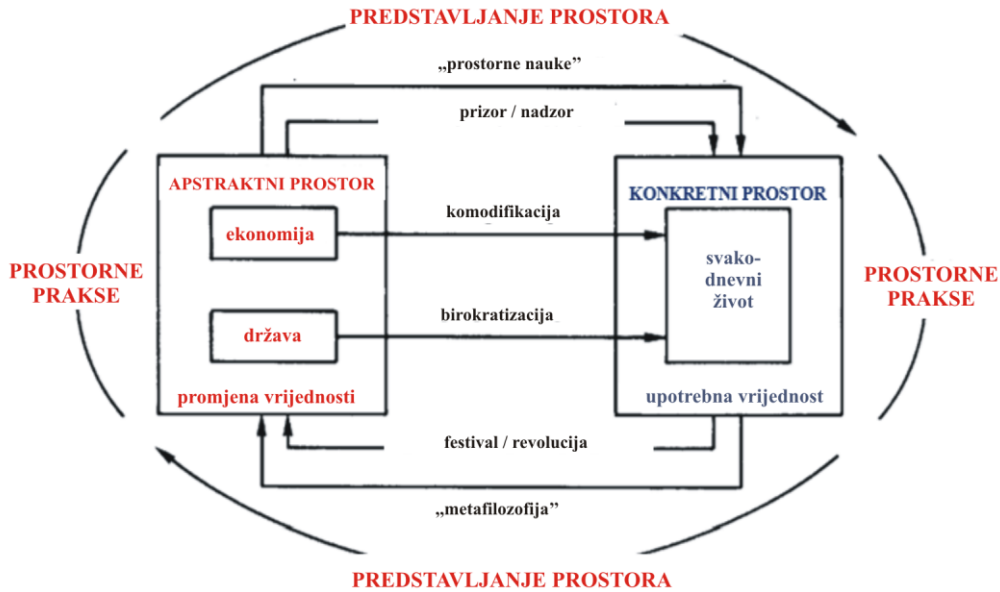 PREDSTAVLJANJE PROSTORA
„prostorne nauke”
prizor / nadzor
APSTRAKTNI PROSTOR
KONKRETNI PROSTOR
ekonomija
komodifikacija
svako-
dnevni
život
PROSTORNE
PRAKSE
PROSTORNE
PRAKSE
država
birokratizacija
promjena vrijednosti
upotrebna vrijednost
festival / revolucija
„metafilozofija”
PREDSTAVLJANJE PROSTORA